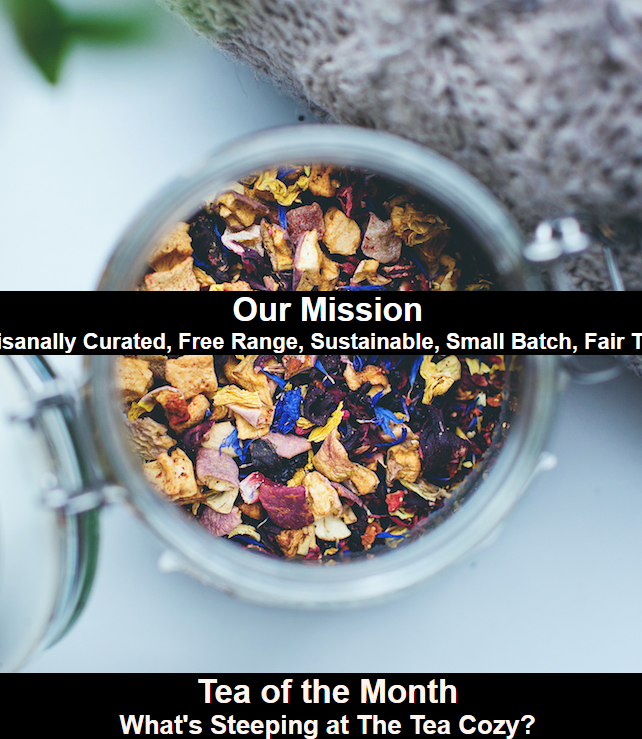 Our Mission
isanally Curated, Free Range, Sustainable, Small Batch, Fair T
Tea of the Month
What's Steeping at The Tea Cozy?